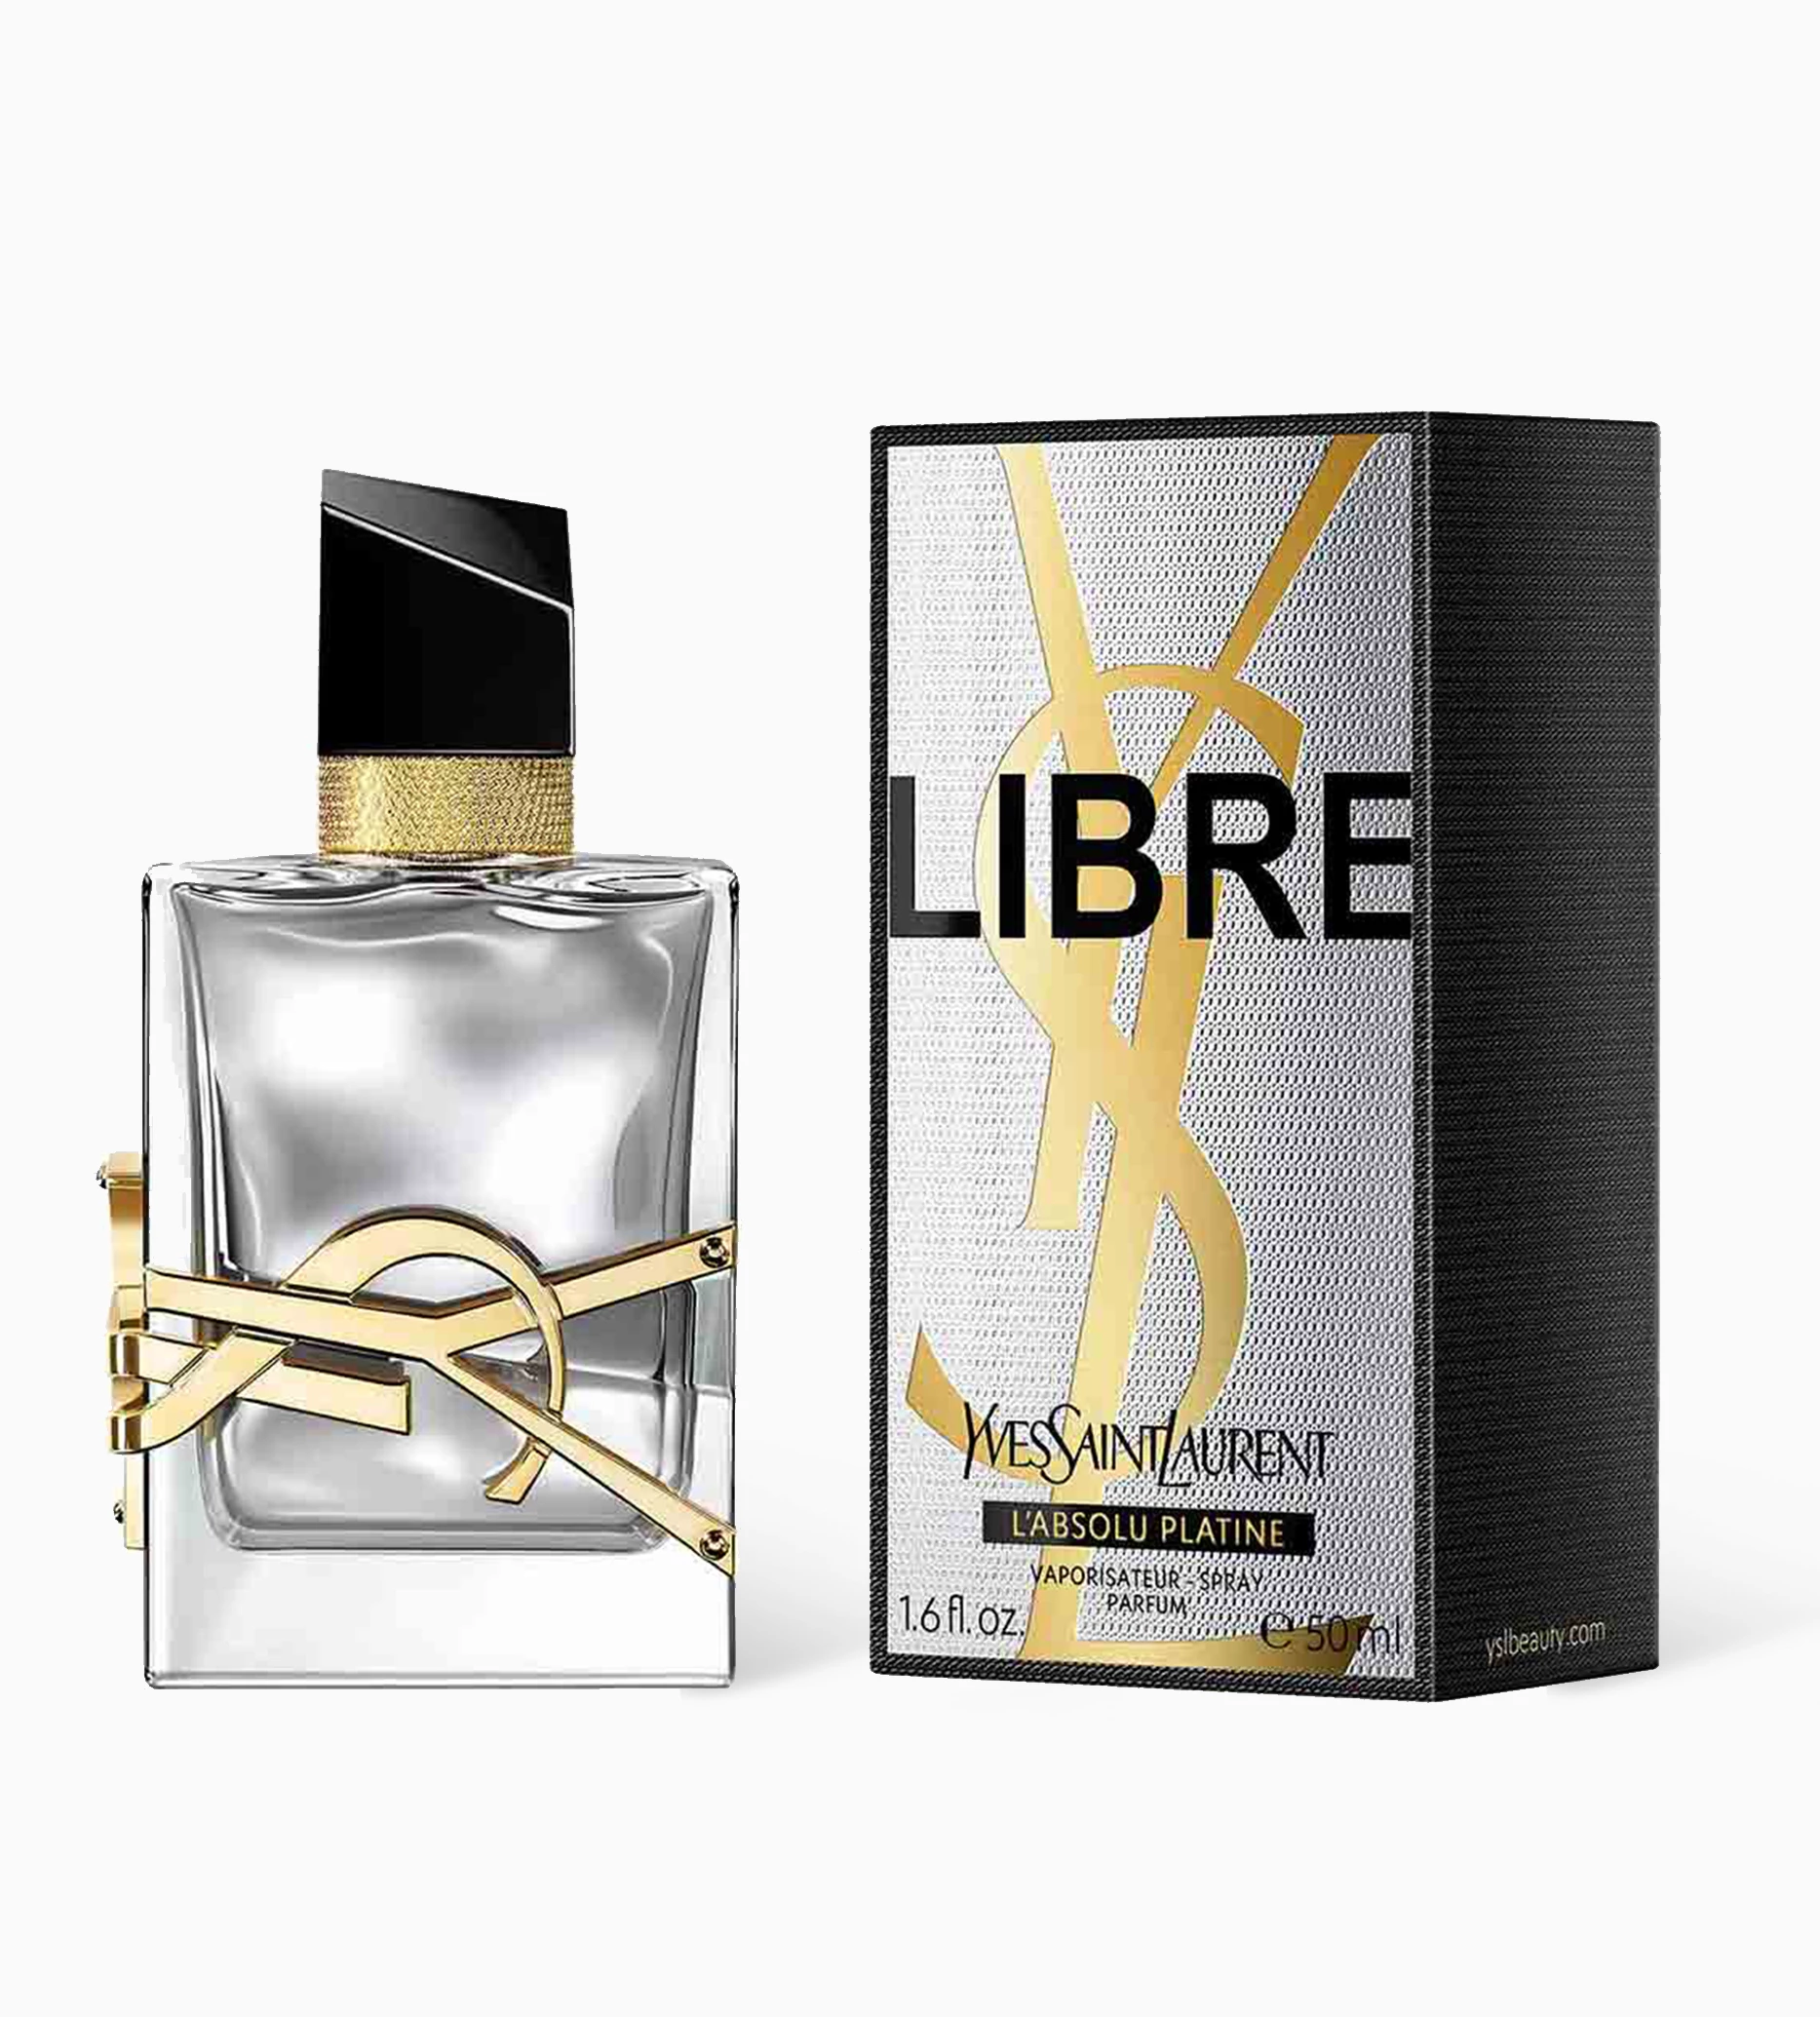 LIBRE
YVESSAINTLAURENT
L'ABSOLU PLATINE
VAPORISATEUR - SPRAY
PARFUM
1.6 fl. oz. e 50 ml
yslbeauty.com